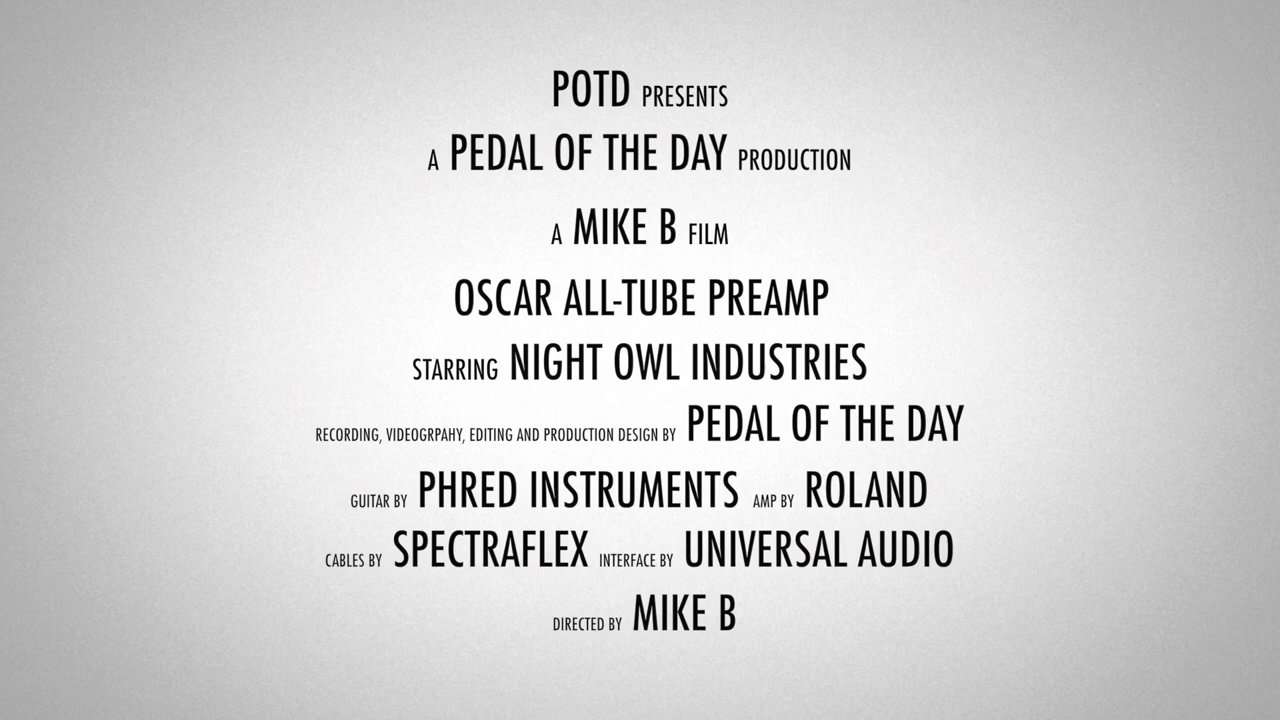 POTD PRESENTS
A PEDAL OF THE DAY PRODUCTION
A MIKE B FILM
OSCAR ALL-TUBE PREAMP
STARRING NIGHT OWL INDUSTRIES
RECORDING, VIDEOGRPAHY, EDITING AND PRODUCTION DESIGN BY PEDAL OF THE DAY
GUITAR BY PHRED INSTRUMENTS AMP BY ROLAND
CABLES BY SPECTRAFLEX INTERFACE BY UNIVERSAL AUDIO
DIRECTED BY MIKE B